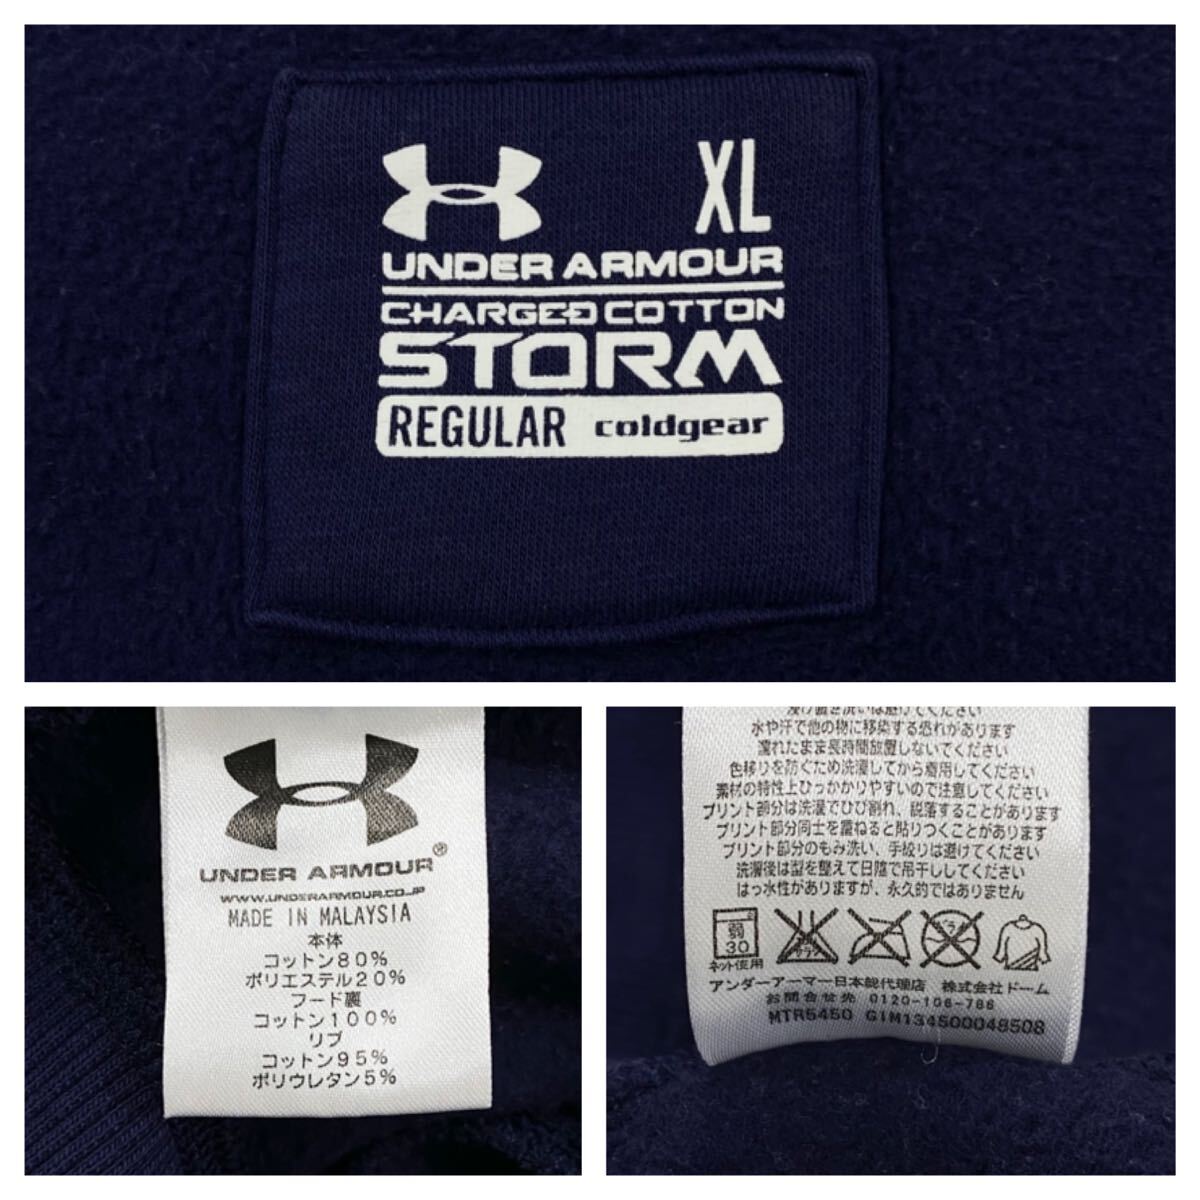 XL
UNDER ARMOUR
CHARGED COTTON
STORM
REGULAR coldgear
UNDER ARMOUR®
WWW.UNDERARMOUR.CO.JP
MADE IN MALAYSIA
本体
コットン80%
ポリエステル20%
フード裏
コットン100%
リブ
コットン95%
ポリウレタン5%
水や汗で他の物に移染する恐れがあります
濡れたまま長時間放置しないでください
色移りを防ぐため洗濯してから着用してください
素材の特性上ひっかかりやすいので注意してください
プリント部分は洗濯でひび割れ、脱落することがあります
プリント部分同士を重ねると貼りつくことがあります
プリント部分のもみ洗い、手絞りは避けてください
洗濯後は型を整えて日陰で吊干ししてください
はっ水性がありますが、永久的ではありません
弱
30
ネット使用
アンダーアーマー日本総代理店 株式会社ドーム
お問合せ先 0120-106-786
MTR5450 GIM134500048508